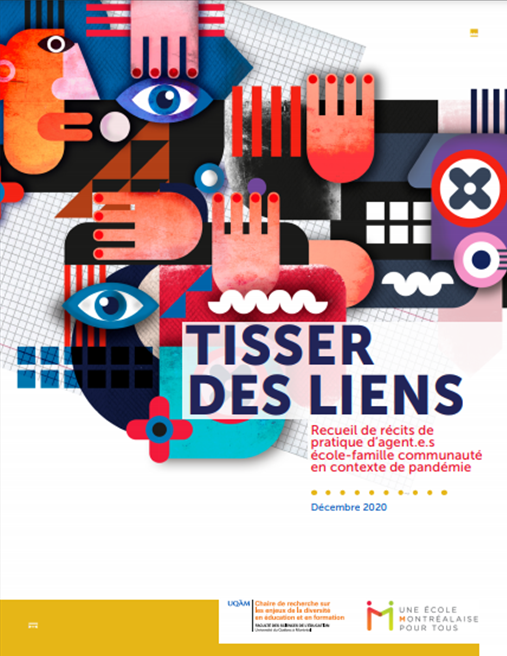 TISSER
DES LIENS
Recueil de récits de
pratique d'agent.e.s
école-famille communauté
en contexte de pandémie
Décembre 2020
UQÀM
Chaire de recherche sur
les enjeux de la diversité
en éducation et en formation
FACULTÉ DES SCIENCES DE L'ÉDUCATION
Université du Québec à Montréal
UNE ÉCOLE
MONTRÉALAISE
POUR TOUS